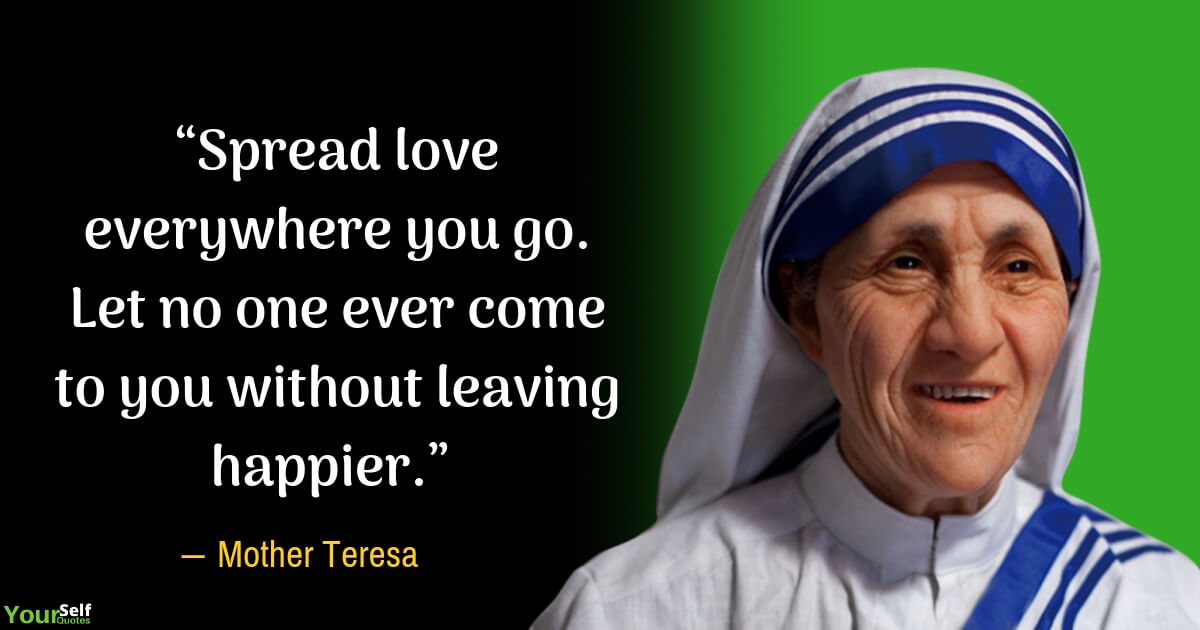 “Spread love
everywhere you go.
Let no one ever come
to you without leaving
happier.”
— Mother Teresa
YourSelf
Quotes